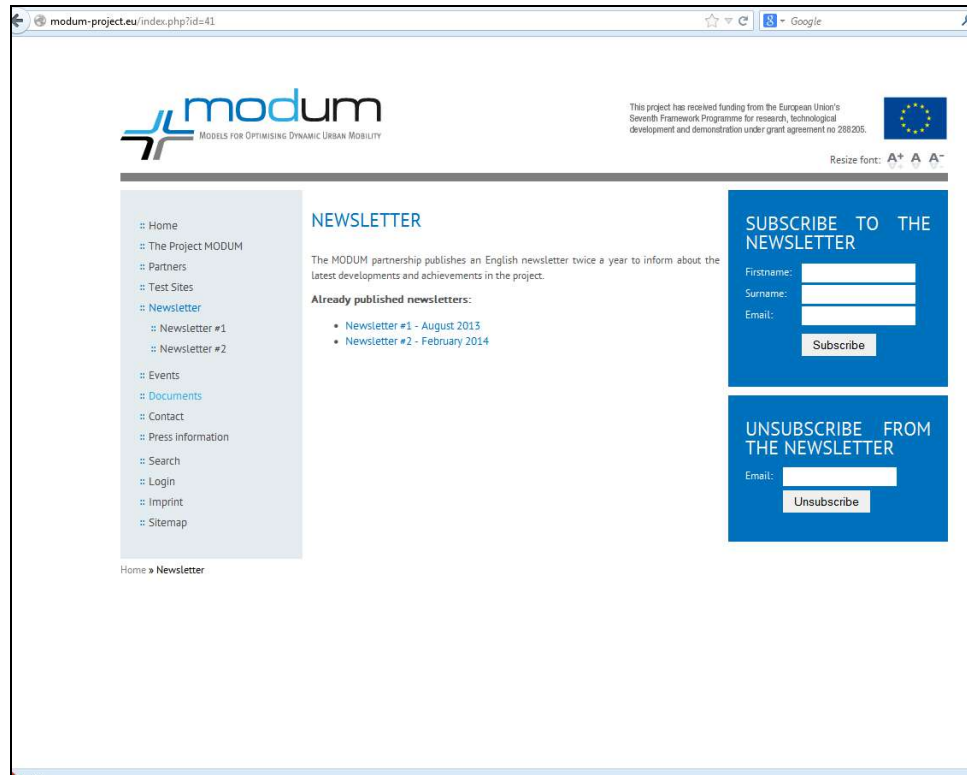 modum-project.eu/index.php?id=41
Google
modum
MODELS FOR OPTIMISING DYNAMIC URBAN MOBILITY
This project has received funding from the European Union's
Seventh Framework Programme for research, technological
development and demonstration under grant agreement no 288205.
Resize font: A+ A A-
:: Home
:: The Project MODUM
:: Partners
:: Test Sites
:: Newsletter
:: Newsletter #1
:: Newsletter #2
:: Events
:: Documents
:: Contact
:: Press information
:: Search
:: Login
:: Imprint
:: Sitemap
Home » Newsletter
NEWSLETTER
The MODUM partnership publishes an English newsletter twice a year to inform about the
latest developments and achievements in the project.
Already published newsletters:
• Newsletter #1 - August 2013
• Newsletter #2 - February 2014
SUBSCRIBE TO THE
NEWSLETTER
Firstname:
Surname:
Email:
Subscribe
UNSUBSCRIBE FROM
THE NEWSLETTER
Email:
Unsubscribe